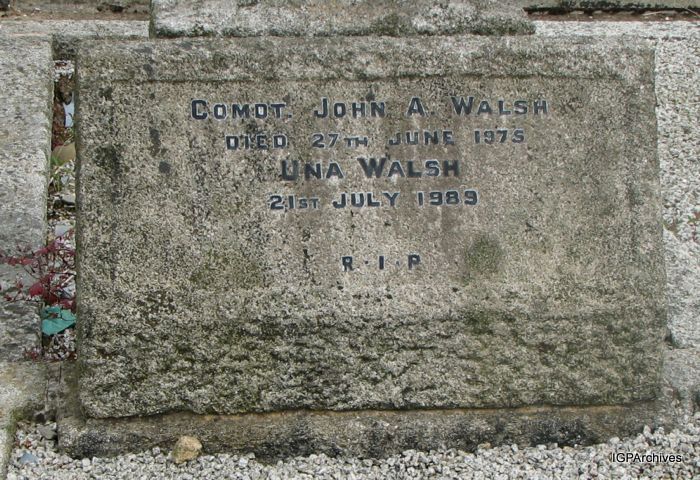 COMDT. JOHN A. WALSH
DIED 27TH JUNE 1975
UNA WALSH
21ST JULY 1989
R·I·P
IGPArchives